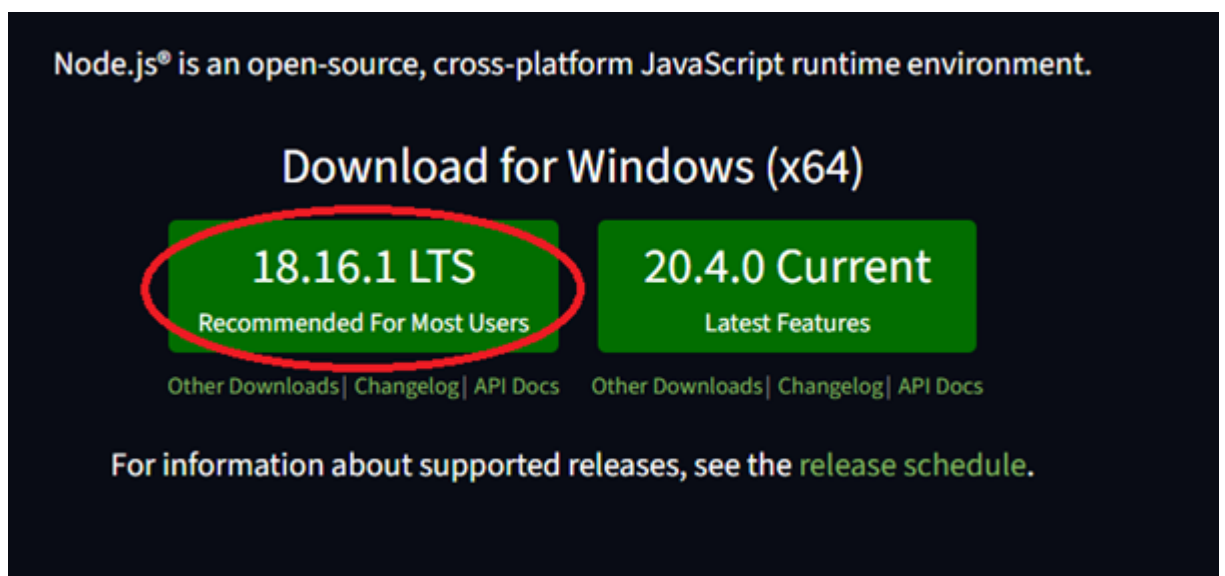 Node.js® is an open-source, cross-platform JavaScript runtime environment.
Download for Windows (x64)
18.16.1 LTS
Recommended For Most Users
20.4.0 Current
Latest Features
Other Downloads| Changelog| API Docs
Other Downloads| Changelog| API Docs
For information about supported releases, see the release schedule.